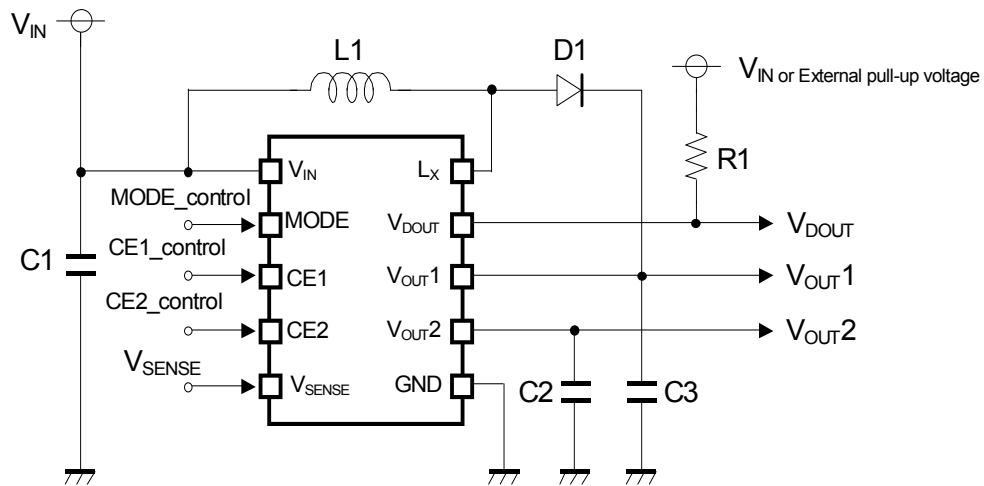 VIN
L1
D1
VIN or External pull-up voltage
R1
VIN
LX
MODE_control
MODE
VDOUT
VDOUT
C1
CE1_control
CE1
VOUT1
VOUT1
CE2_control
CE2
VOUT2
VOUT2
VSENSE
VSENSE
GND
C2
C3